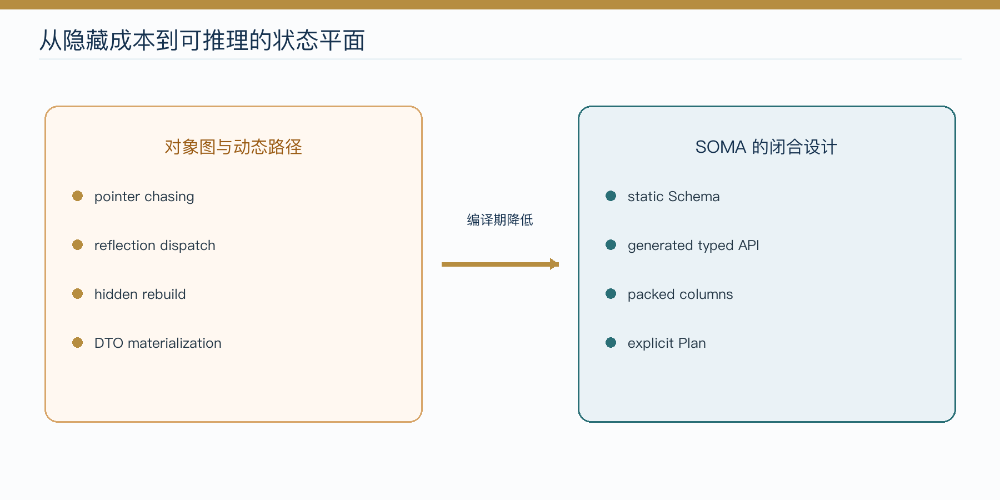 从隐藏成本到可推理的状态平面
对象图与动态路径
pointer chasing
reflection dispatch
hidden rebuild
DTO materialization
编译期降低
SOMA 的闭合设计
static Schema
generated typed API
packed columns
explicit Plan